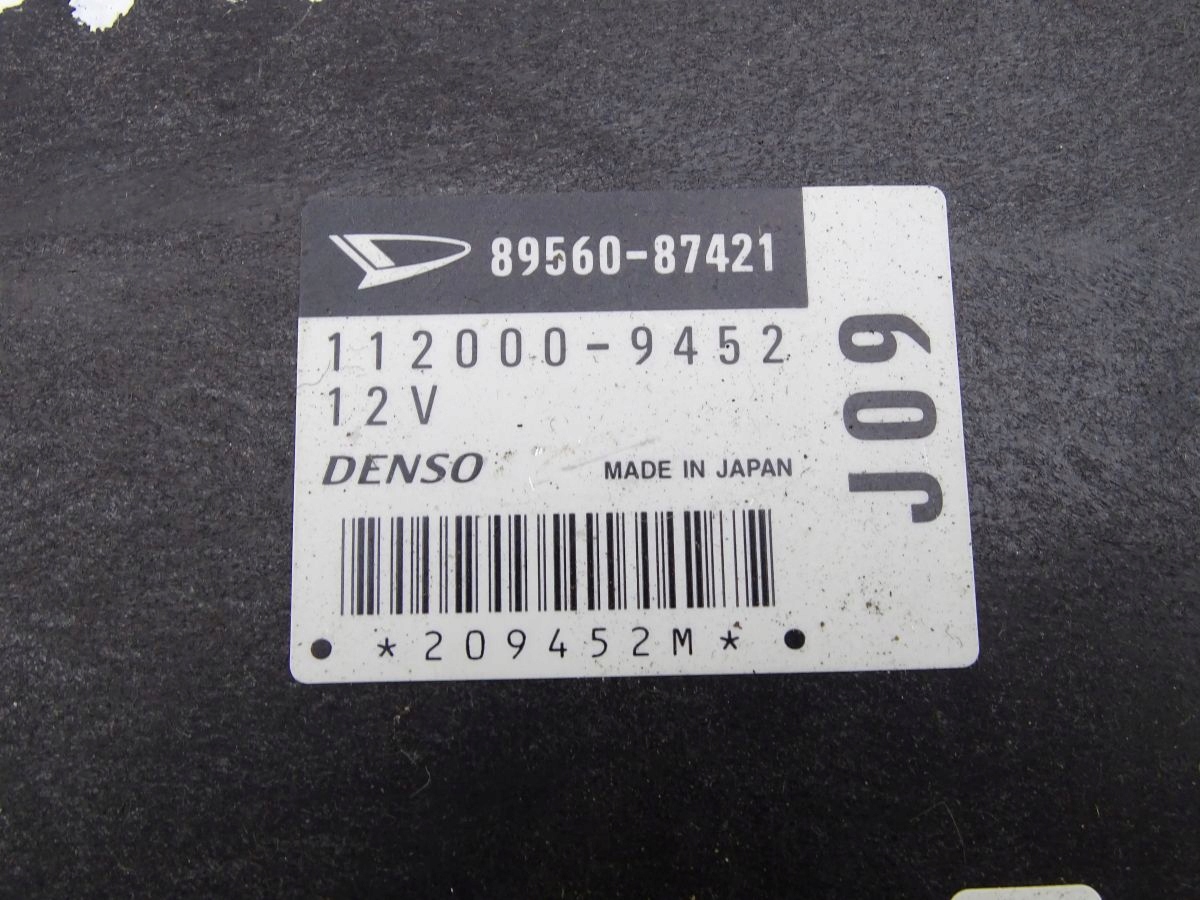 89560-87421
112000-9452
12V
DENSO MADE IN JAPAN
*209452M*
J09